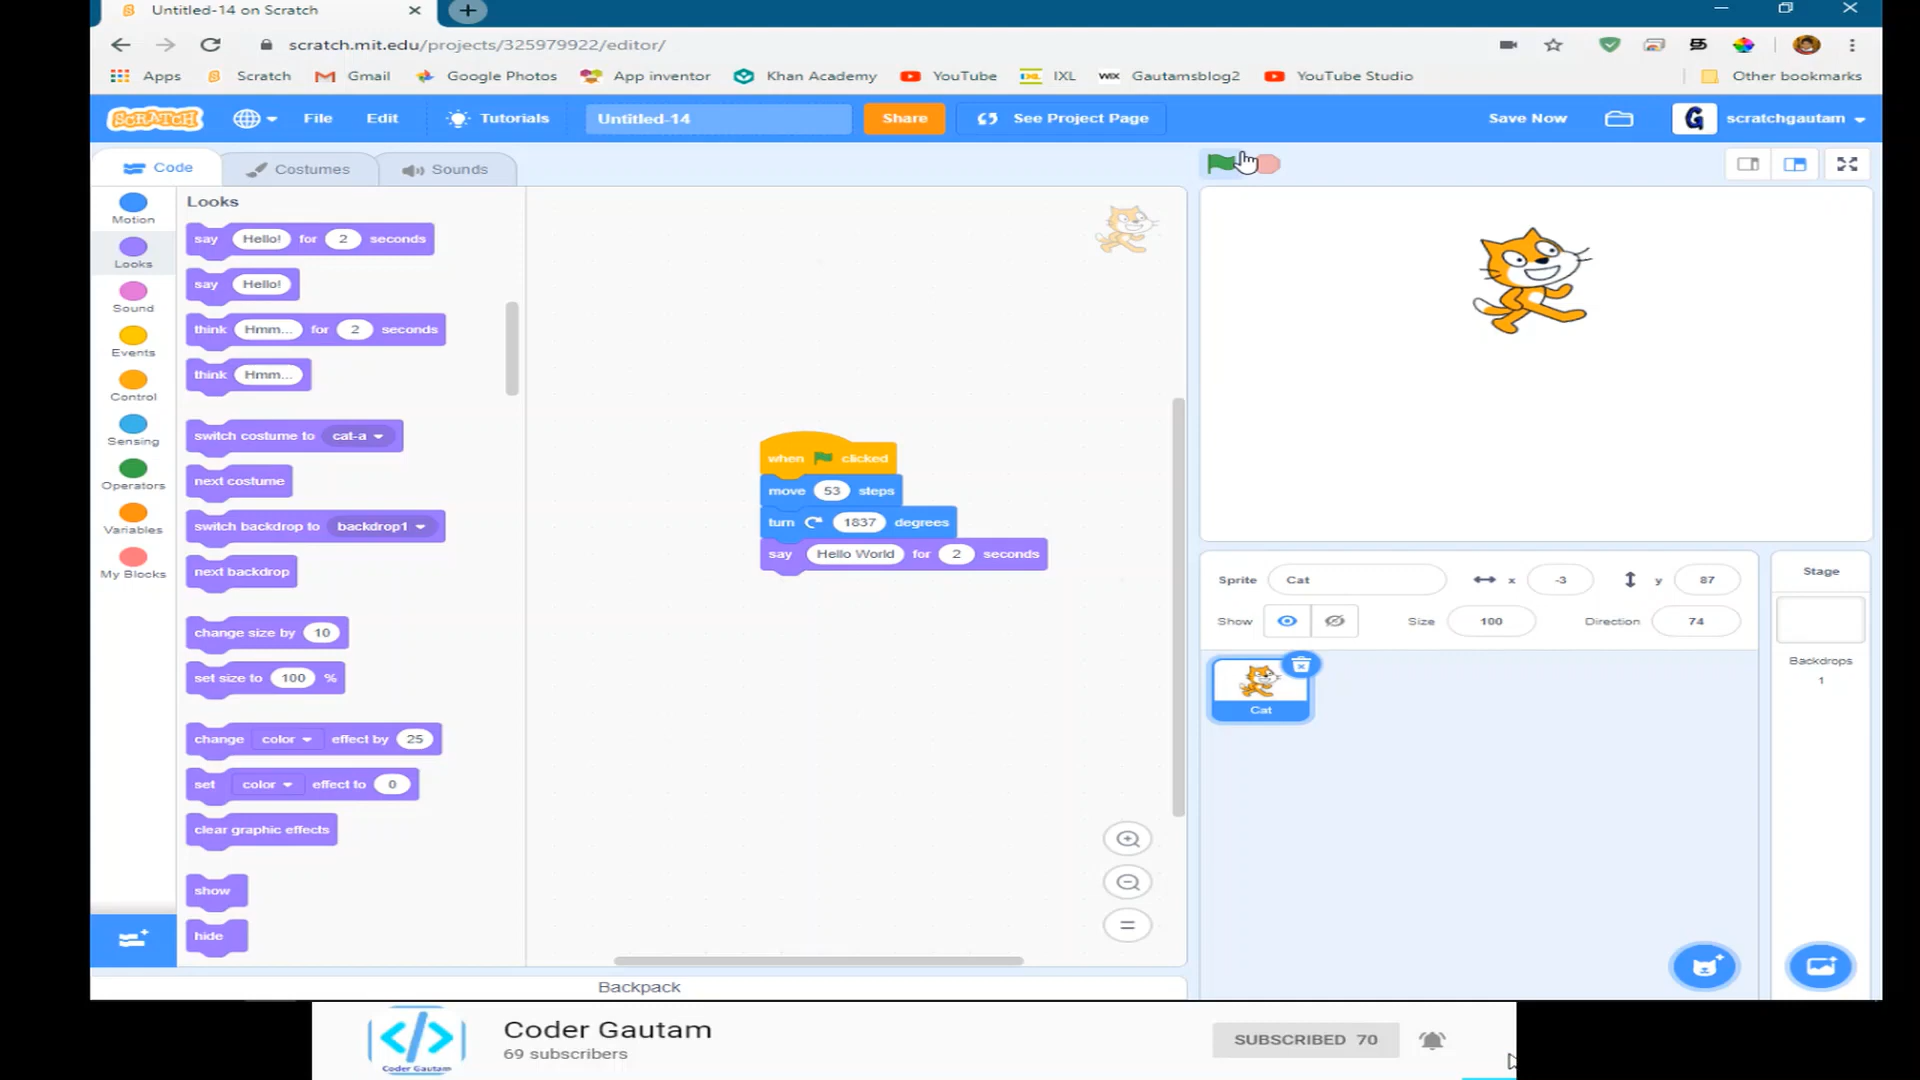 Untitled-14 on Scratch
scratch.mit.edu/projects/325979922/editor/
Apps Scratch Gmail Google Photos App inventor Khan Academy YouTube IXL WIX Gautamsblog2 YouTube Studio Other bookmarks
SCRATCH File Edit Tutorials Untitled-14 Share See Project Page Save Now G scratchgautam
Code Costumes Sounds
Motion
Looks
Sound
Events
Control
Sensing
Operators
Variables
My Blocks
Looks
say Hello! for 2 seconds
say Hello!
think Hmm... for 2 seconds
think Hmm...
switch costume to cat-a
next costume
switch backdrop to backdrop1
next backdrop
change size by 10
set size to 100 %
change color effect by 25
set color effect to 0
clear graphic effects
show
hide
when clicked
move 53 steps
turn 1837 degrees
say Hello World for 2 seconds
Backpack
Sprite Cat x -3 y 87
Show Size 100 Direction 74
Cat
Stage
Backdrops
1
Coder Gautam
Coder Gautam
69 subscribers
SUBSCRIBED 70